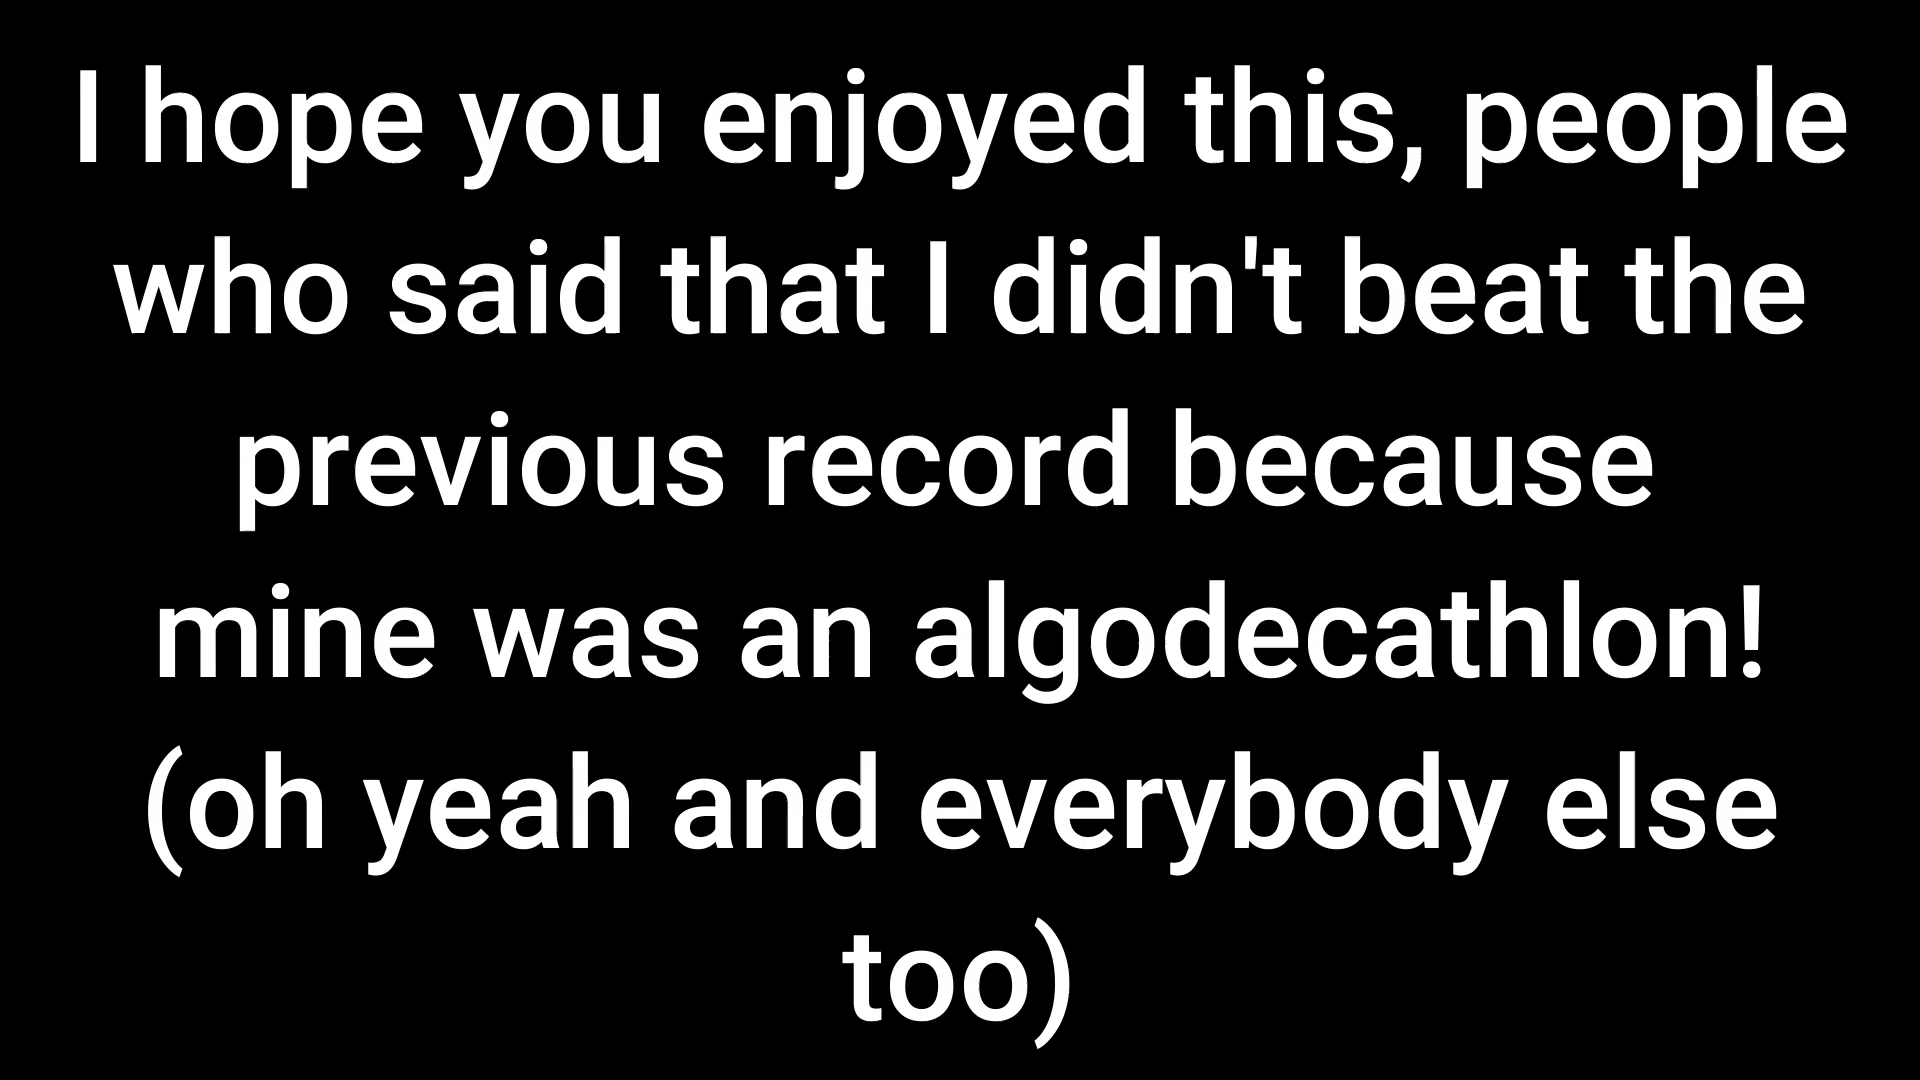 I hope you enjoyed this, people
who said that I didn't beat the
previous record because
mine was an algodecathlon!
(oh yeah and everybody else
too)